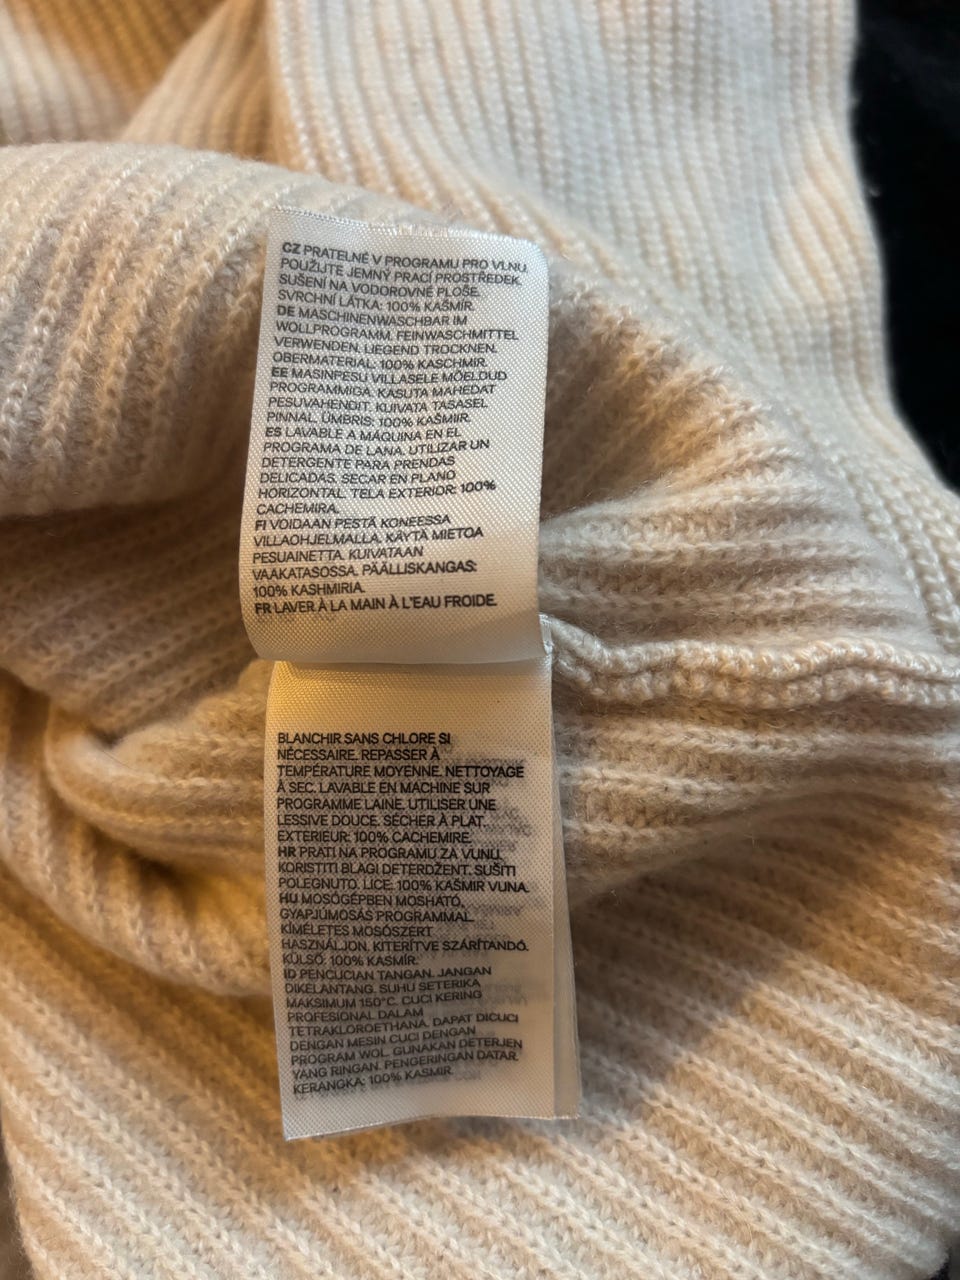 CZ PRATELNÉ V PROGRAMU PRO VLNU.
POUŽIJTE JEMNÝ PRACÍ PROSTŘEDEK.
SUŠENÍ NA VODOROVNÉ PLOŠE.
SVRCHNÍ LÁTKA: 100% KAŠMÍR.
DE MASCHINENWASCHBAR IM
WOLLPROGRAMM. FEINWASCHMITTEL
VERWENDEN. LIEGEND TROCKNEN.
OBERMATERIAL: 100% KASCHMIR.
EE MASINPESU VILLASELE MÕELDUD
PROGRAMMIGA. KASUTA MAHEDAT
PESUVAHENDIT. KUIVATA TASASEL
PINNAL. ÜMBRIS: 100% KAŠMIIR.
ES LAVABLE A MÁQUINA EN EL
PROGRAMA DE LANA. UTILIZAR UN
DETERGENTE PARA PRENDAS
DELICADAS. SECAR EN PLANO
HORIZONTAL. TELA EXTERIOR: 100%
CACHEMIRA.
FI VOIDAAN PESTÄ KONEESSA
VILLAOHJELMALLA. KÄYTÄ MIETOA
PESUAINETTA. KUIVATAAN
VAAKATASOSSA. PÄÄLLISKANGAS:
100% KASHMIRIA.
FR LAVER À LA MAIN À L'EAU FROIDE.
BLANCHIR SANS CHLORE SI
NÉCESSAIRE. REPASSER À
TEMPÉRATURE MOYENNE. NETTOYAGE
À SEC. LAVABLE EN MACHINE SUR
PROGRAMME LAINE. UTILISER UNE
LESSIVE DOUCE. SÉCHER À PLAT.
EXTERIEUR: 100% CACHEMIRE.
HR PRATI NA PROGRAMU ZA VUNU.
KORISTITI BLAGI DETERDŽENT. SUŠITI
POLEGNUTO. LICE: 100% KAŠMIR VUNA.
HU MOSÓGÉPBEN MOSHATÓ,
GYAPJÚMOSÁS PROGRAMMAL.
KÍMÉLETES MOSÓSZERT
HASZNÁLJON. KITERÍTVE SZÁRÍTANDÓ.
KÜLSŐ: 100% KASMÍR.
ID PENCUCIAN TANGAN. JANGAN
DIKELANTANG. SUHU SETERIKA
MAKSIMUM 150°C. CUCI KERING
PROFESIONAL DALAM
TETRAKLOROETHANA. DAPAT DICUCI
DENGAN MESIN CUCI DENGAN
PROGRAM WOL. GUNAKAN DETERJEN
YANG RINGAN. PENGERINGAN DATAR.
KERANGKA: 100% KASMIR.